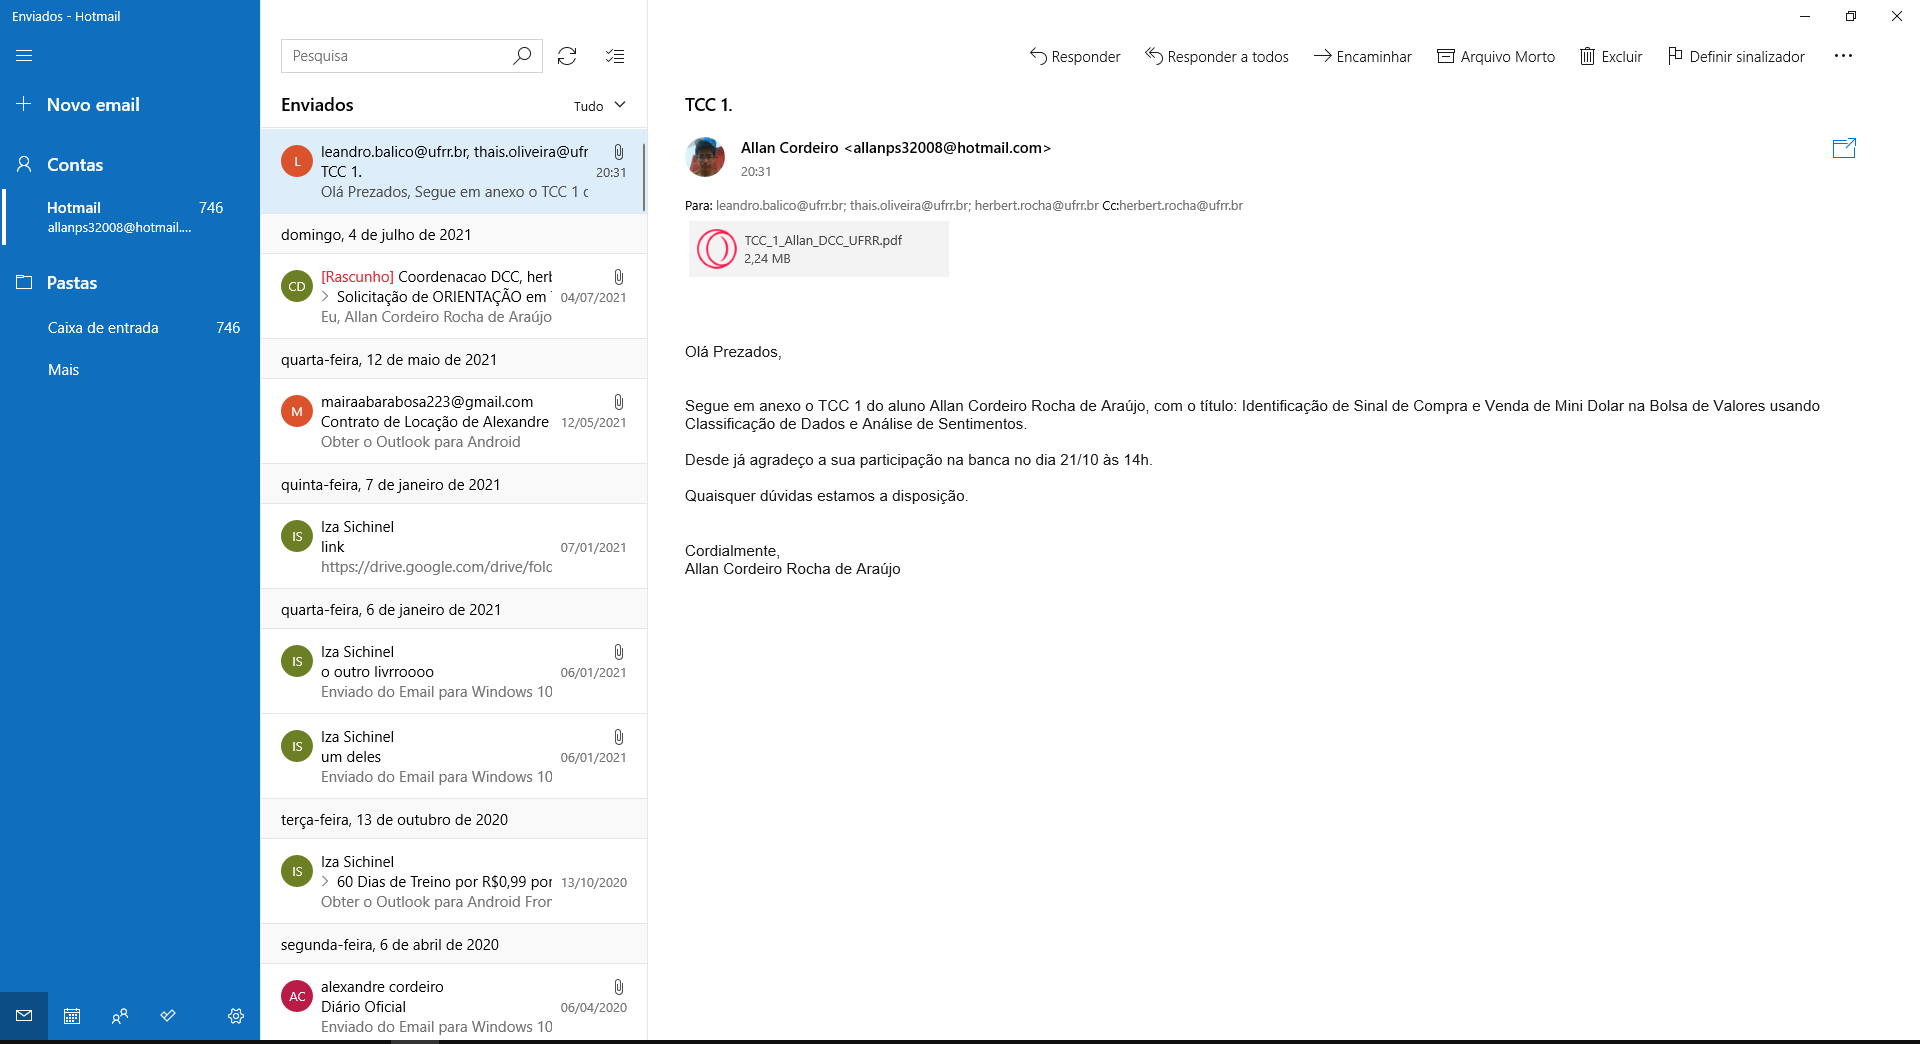 Enviados - Hotmail
Novo email
Contas
Hotmail 746
allanps32008@hotmail....
Pastas
Caixa de entrada 746
Mais
Pesquisa
Enviados Tudo
leandro.balico@ufrr.br, thais.oliveira@ufr
TCC 1. 20:31
Olá Prezados, Segue em anexo o TCC 1 c
domingo, 4 de julho de 2021
CD [Rascunho] Coordenacao DCC, herb
Solicitação de ORIENTAÇÃO em 04/07/2021
Eu, Allan Cordeiro Rocha de Araújo
quarta-feira, 12 de maio de 2021
M mairaabarabosa223@gmail.com
Contrato de Locação de Alexandre 12/05/2021
Obter o Outlook para Android
quinta-feira, 7 de janeiro de 2021
IS Iza Sichinel
link 07/01/2021
https://drive.google.com/drive/folc
quarta-feira, 6 de janeiro de 2021
IS Iza Sichinel
o outro livrroooo 06/01/2021
Enviado do Email para Windows 10
IS Iza Sichinel
um deles 06/01/2021
Enviado do Email para Windows 10
terça-feira, 13 de outubro de 2020
IS Iza Sichinel
60 Dias de Treino por R$0,99 por 13/10/2020
Obter o Outlook para Android Fror
segunda-feira, 6 de abril de 2020
AC alexandre cordeiro
Diário Oficial 06/04/2020
Enviado do Email para Windows 10
Responder Responder a todos Encaminhar Arquivo Morto Excluir Definir sinalizador
TCC 1.
Allan Cordeiro <allanps32008@hotmail.com>
20:31
Para: leandro.balico@ufrr.br; thais.oliveira@ufrr.br; herbert.rocha@ufrr.br Cc:herbert.rocha@ufrr.br
TCC_1_Allan_DCC_UFRR.pdf
2,24 MB
Olá Prezados,
Segue em anexo o TCC 1 do aluno Allan Cordeiro Rocha de Araújo, com o título: Identificação de Sinal de Compra e Venda de Mini Dolar na Bolsa de Valores usando
Classificação de Dados e Análise de Sentimentos.
Desde já agradeço a sua participação na banca no dia 21/10 às 14h.
Quaisquer dúvidas estamos a disposição.
Cordialmente,
Allan Cordeiro Rocha de Araújo